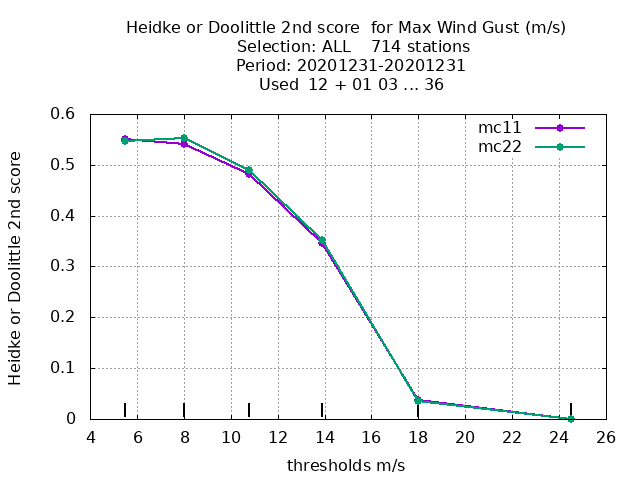 Heidke or Doolittle 2nd score  for Max Wind Gust (m/s)
Selection: ALL    714 stations
Period: 20201231-20201231
Used  12 + 01 03 ... 36
mc11
mc22
Heidke or Doolittle 2nd score
0.6
0.5
0.4
0.3
0.2
0.1
0
4 6 8 10 12 14 16 18 20 22 24 26
thresholds m/s